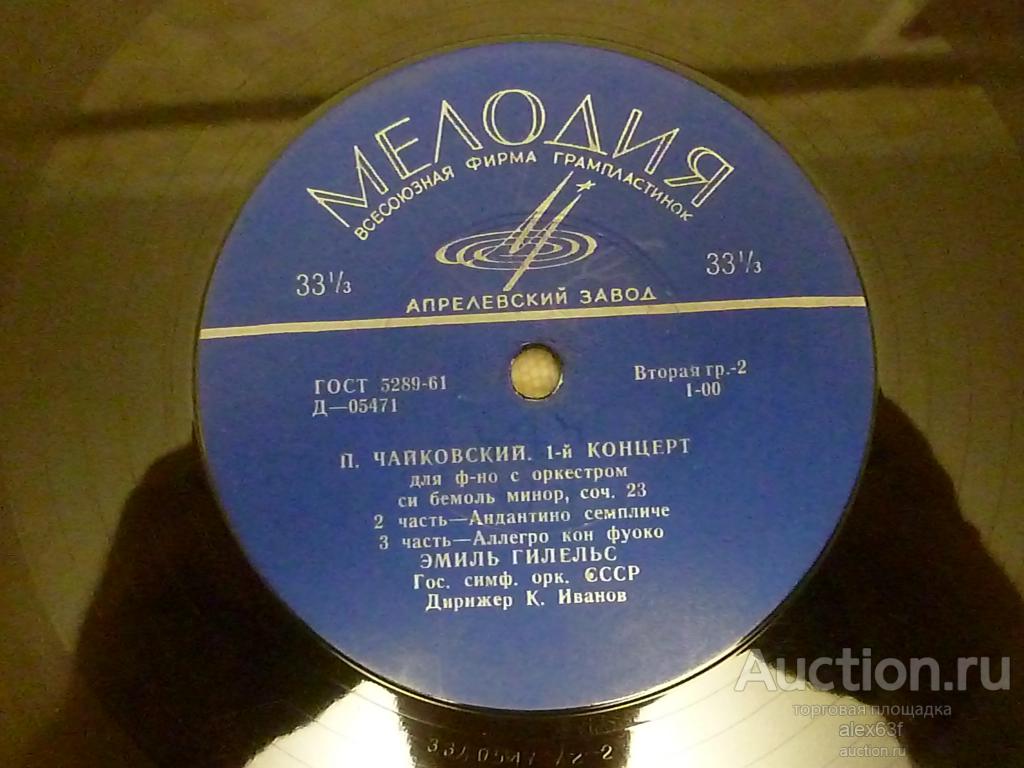 МЕЛОДИЯ
ВСЕСОЮЗНАЯ ФИРМА ГРАМПЛАСТИНОК
33⅓ 33⅓
АПРЕЛЕВСКИЙ ЗАВОД
ГОСТ 5289-61 Вторая гр.-2
Д—05471 1-00
П. ЧАЙКОВСКИЙ. 1-й КОНЦЕРТ
для ф-но с оркестром
си бемоль минор, соч. 23
2 часть—Андантино семпличе
3 часть—Аллегро кон фуоко
ЭМИЛЬ ГИЛЕЛЬС
Гос. симф. орк. СССР
Дирижер К. Иванов
Auction.ru
торговая площадка
alex63f
auction.ru